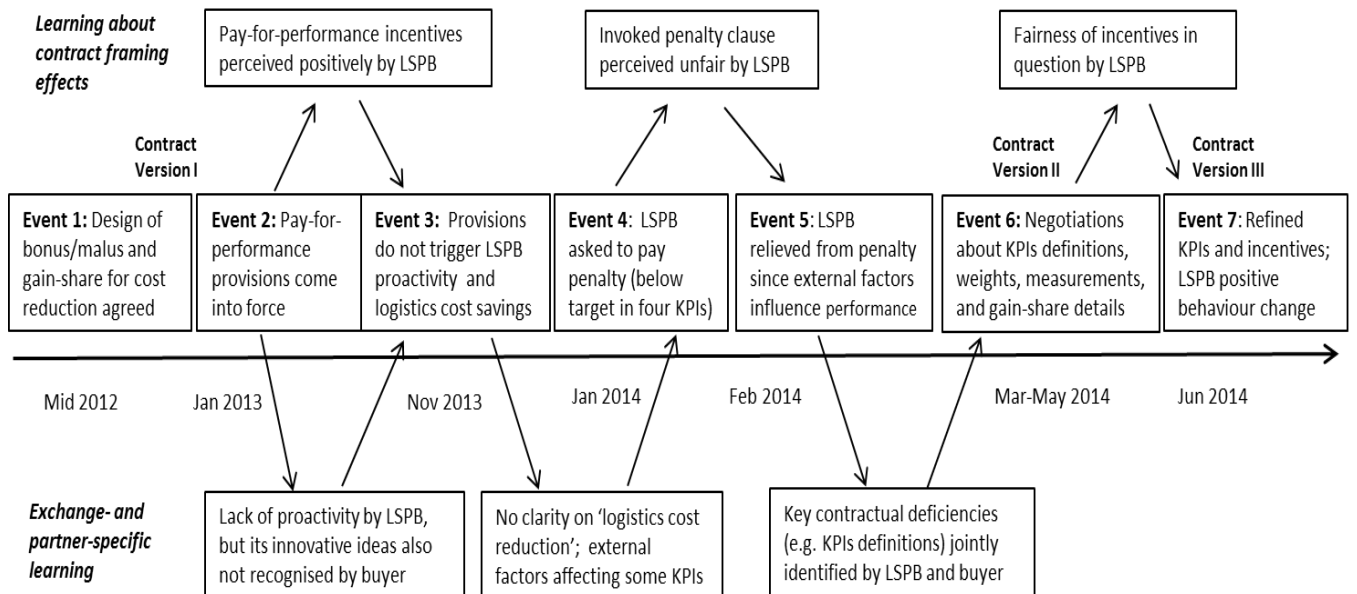 Learning about
contract framing
effects
Pay-for-performance incentives
perceived positively by LSPB
Invoked penalty clause
perceived unfair by LSPB
Fairness of incentives in
question by LSPB
Contract
Version I
Contract
Version II
Contract
Version III
Event 1: Design of
bonus/malus and
gain-share for cost
reduction agreed
Event 2: Pay-for-
performance
provisions come
into force
Event 3: Provisions
do not trigger LSPB
proactivity and
logistics cost savings
Event 4: LSPB
asked to pay
penalty (below
target in four KPIs)
Event 5: LSPB
relieved from penalty
since external factors
influence performance
Event 6: Negotiations
about KPIs definitions,
weights, measurements,
and gain-share details
Event 7: Refined
KPIs and incentives;
LSPB positive
behaviour change
Mid 2012
Jan 2013
Nov 2013
Jan 2014
Feb 2014
Mar-May 2014
Jun 2014
Exchange- and
partner-specific
learning
Lack of proactivity by LSPB,
but its innovative ideas also
not recognised by buyer
No clarity on 'logistics cost
reduction'; external
factors affecting some KPIs
Key contractual deficiencies
(e.g. KPIs definitions) jointly
identified by LSPB and buyer